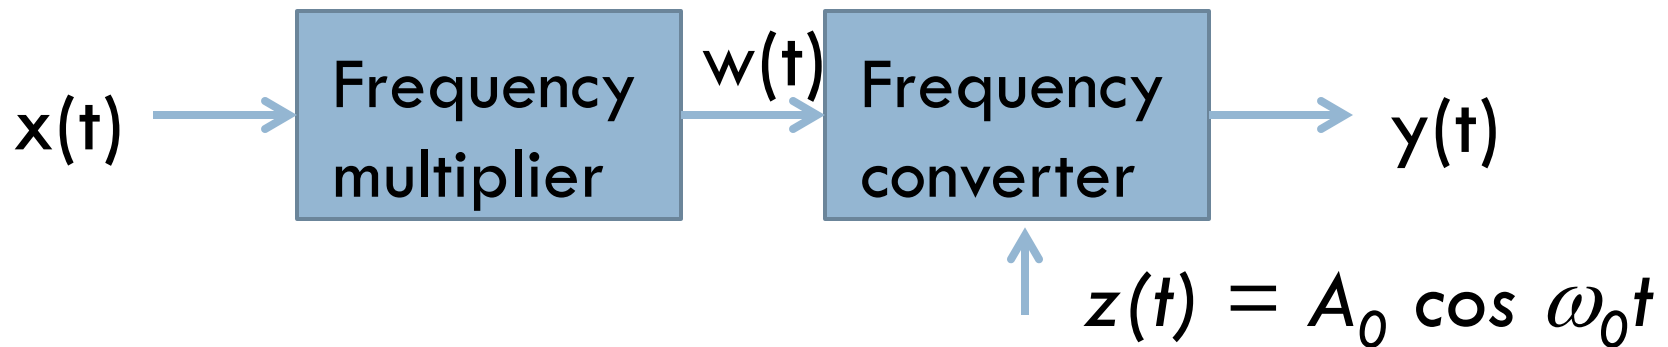 x(t)
Frequency
multiplier
w(t)
Frequency
converter
y(t)
z(t) = A₀ cos ω₀t